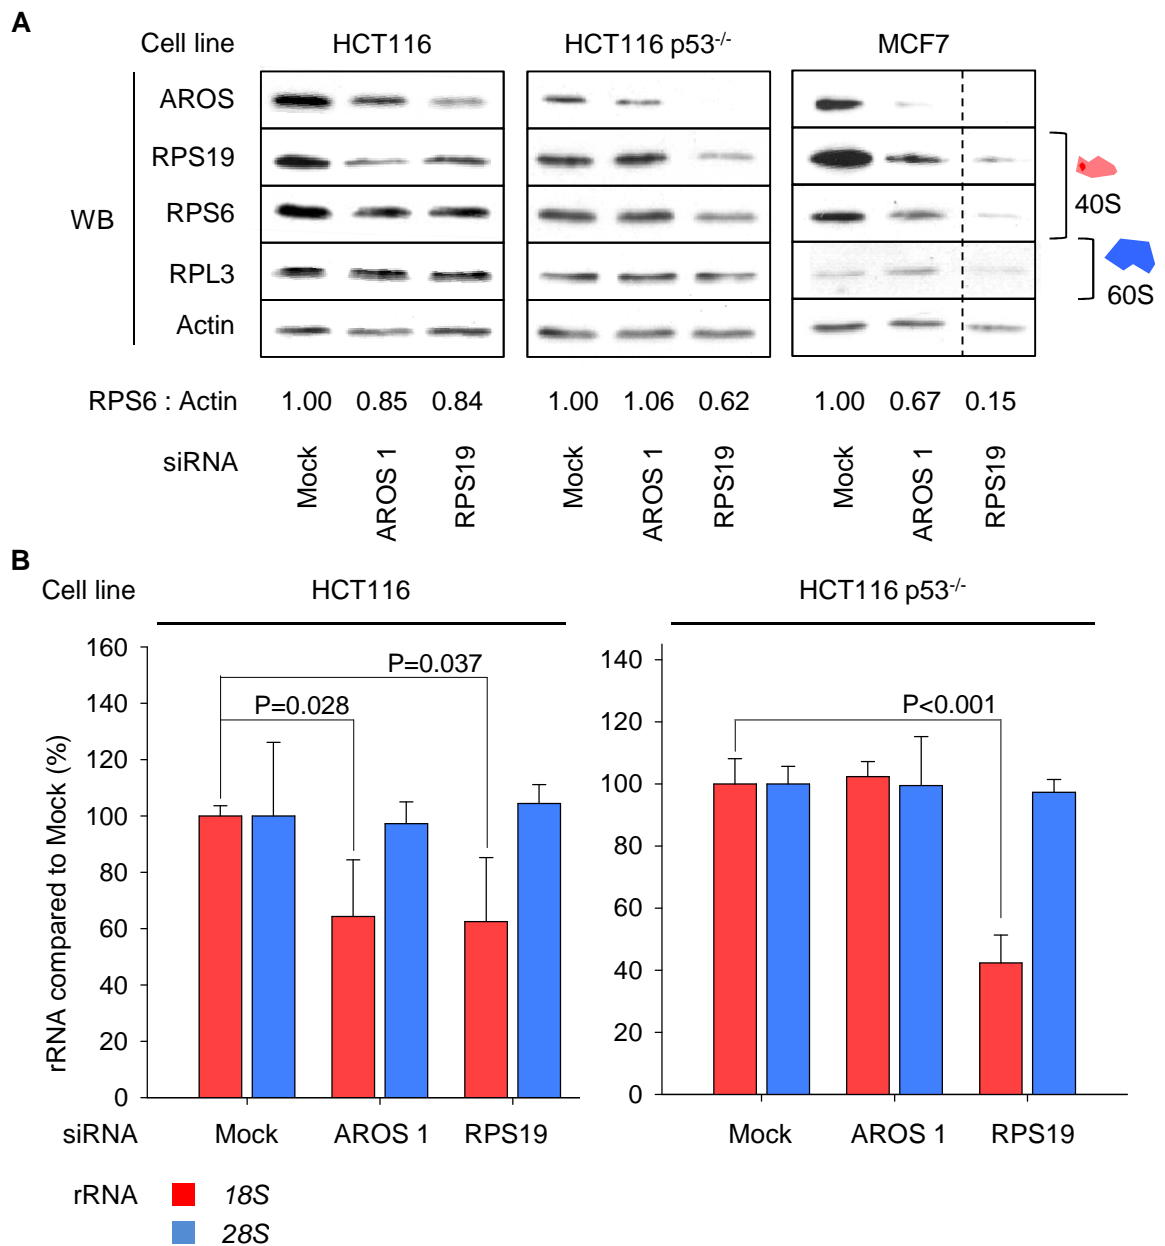 A
Cell line HCT116 HCT116 p53-/- MCF7
AROS
RPS19
RPS6
RPL3
Actin
WB
40S
60S
RPS6 : Actin 1.00 0.85 0.84 1.00 1.06 0.62 1.00 0.67 0.15
siRNA Mock AROS 1 RPS19 Mock AROS 1 RPS19 Mock AROS 1 RPS19
B
Cell line HCT116 HCT116 p53-/-
rRNA compared to Mock (%)
160
140
120
100
80
60
40
20
0
P=0.037
P=0.028
140
120
100
80
60
40
20
0
P<0.001
siRNA Mock AROS 1 RPS19 Mock AROS 1 RPS19
rRNA 18S
28S